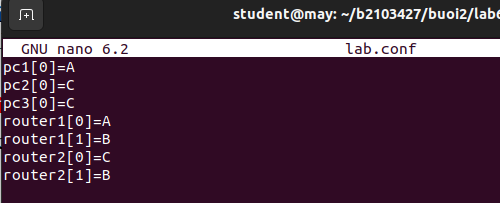 student@may: ~/b2103427/buoi2/lab6
GNU nano 6.2 lab.conf
pc1[0]=A
pc2[0]=C
pc3[0]=C
router1[0]=A
router1[1]=B
router2[0]=C
router2[1]=B